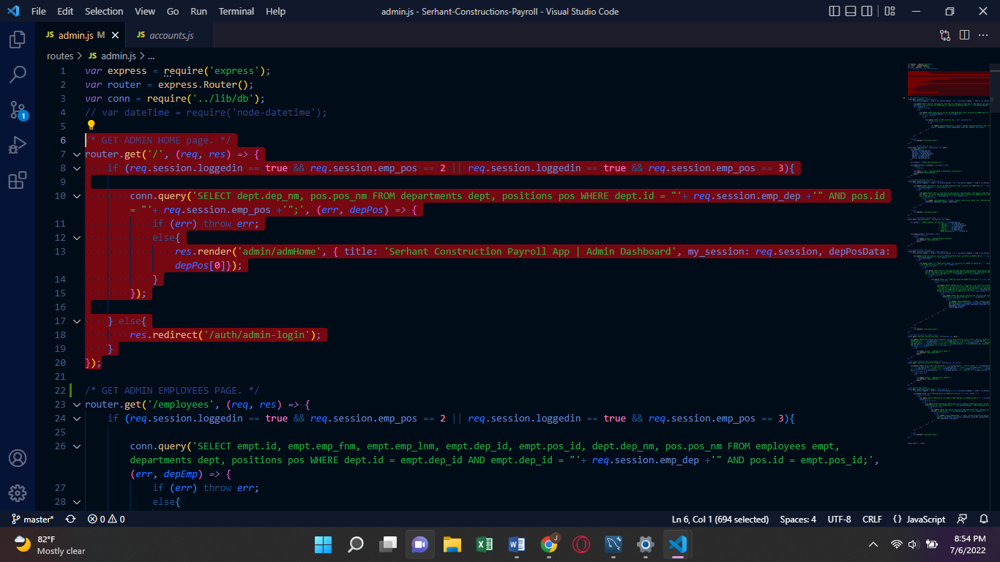 File Edit Selection View Go Run Terminal Help
admin.js - Serhant-Constructions-Payroll - Visual Studio Code
JS admin.js M
JS accounts.js
routes > JS admin.js > ...
1 var express = require('express');
2 var router = express.Router();
3 var conn = require('../lib/db');
4 // var dateTime = require('node-datetime');
5
6 /* GET ADMIN HOME page. */
7 router.get('/', (req, res) => {
8 if (req.session.loggedin == true && req.session.emp_pos == 2 || req.session.loggedin == true && req.session.emp_pos == 3){
9
10 conn.query('SELECT dept.dep_nm, pos.pos_nm FROM departments dept, positions pos WHERE dept.id = "'+ req.session.emp_dep +'" AND pos.id
= "'+ req.session.emp_pos +'";', (err, depPos) => {
11 if (err) throw err;
12 else{
13 res.render('admin/admHome', { title: 'Serhant Construction Payroll App | Admin Dashboard', my_session: req.session, depPosData:
depPos[0]});
14 }
15 });
16
17 } else{
18 res.redirect('/auth/admin-login');
19 }
20 });
21
22 /* GET ADMIN EMPLOYEES PAGE. */
23 router.get('/employees', (req, res) => {
24 if (req.session.loggedin == true && req.session.emp_pos == 2 || req.session.loggedin == true && req.session.emp_pos == 3){
25
26 conn.query('SELECT empt.id, empt.emp_fnm, empt.emp_lnm, empt.dep_id, empt.pos_id, dept.dep_nm, pos.pos_nm FROM employees empt,
departments dept, positions pos WHERE dept.id = empt.dep_id AND empt.dep_id = "'+ req.session.emp_dep +'" AND pos.id = empt.pos_id;',
(err, depEmp) => {
27 if (err) throw err;
28 else{
1
master* 0 0
Ln 6, Col 1 (694 selected) Spaces: 4 UTF-8 CRLF {} JavaScript
82°F
Mostly clear
J
8:54 PM
7/6/2022